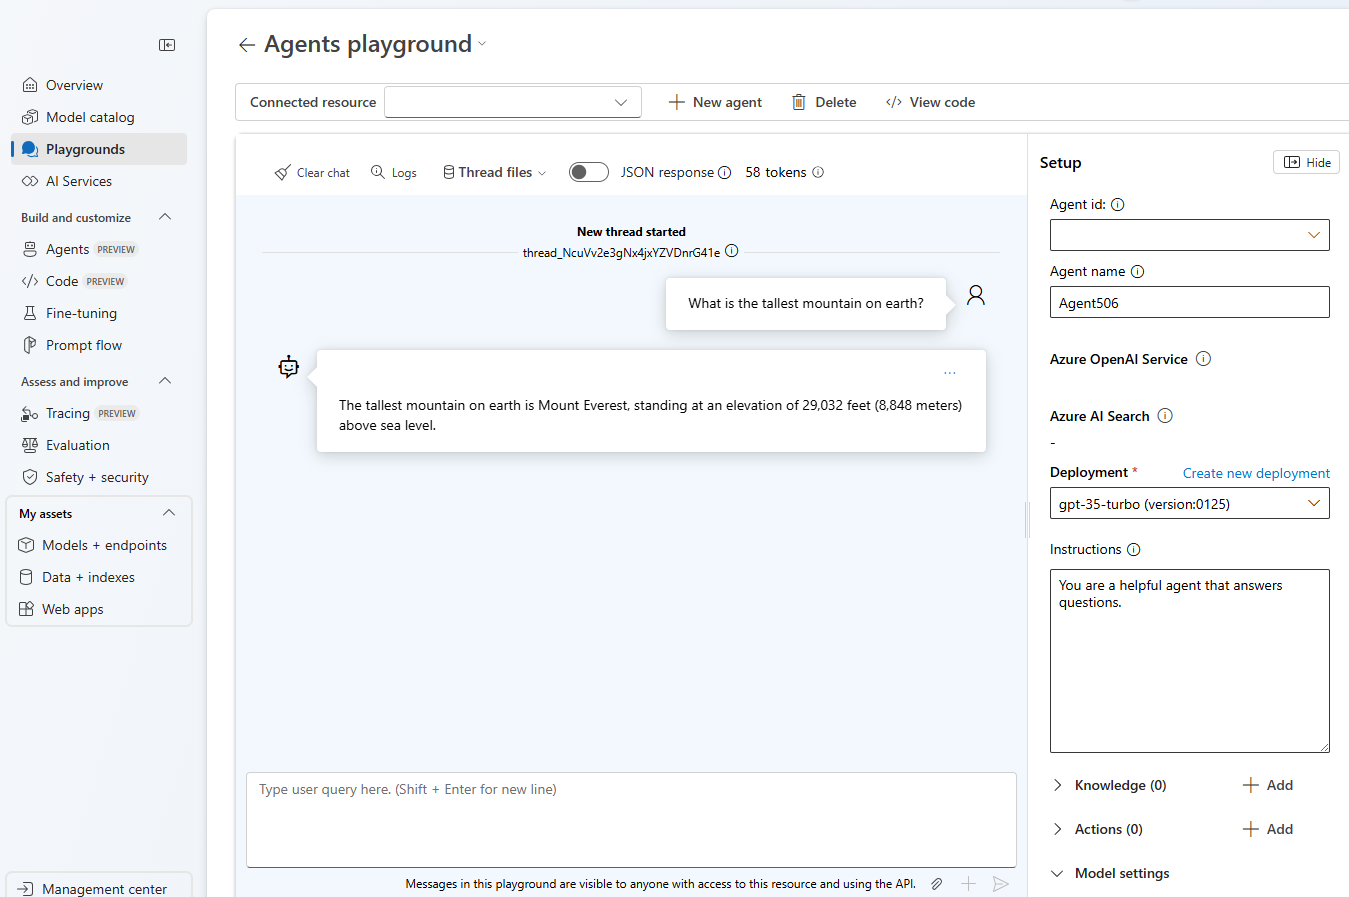 Agents playground
Overview
Model catalog
Playgrounds
AI Services
Build and customize
Agents PREVIEW
Code PREVIEW
Fine-tuning
Prompt flow
Assess and improve
Tracing PREVIEW
Evaluation
Safety + security
My assets
Models + endpoints
Data + indexes
Web apps
Management center
Connected resource
New agent
Delete
View code
Clear chat
Logs
Thread files
JSON response
58 tokens
New thread started
thread_NcuVv2e3gNx4jxYZVDnrG41e
What is the tallest mountain on earth?
The tallest mountain on earth is Mount Everest, standing at an elevation of 29,032 feet (8,848 meters)
above sea level.
Type user query here. (Shift + Enter for new line)
Messages in this playground are visible to anyone with access to this resource and using the API.
Setup
Hide
Agent id:
Agent name
Agent506
Azure OpenAI Service
Azure AI Search
-
Deployment * Create new deployment
gpt-35-turbo (version:0125)
Instructions
You are a helpful agent that answers
questions.
Knowledge (0) Add
Actions (0) Add
Model settings